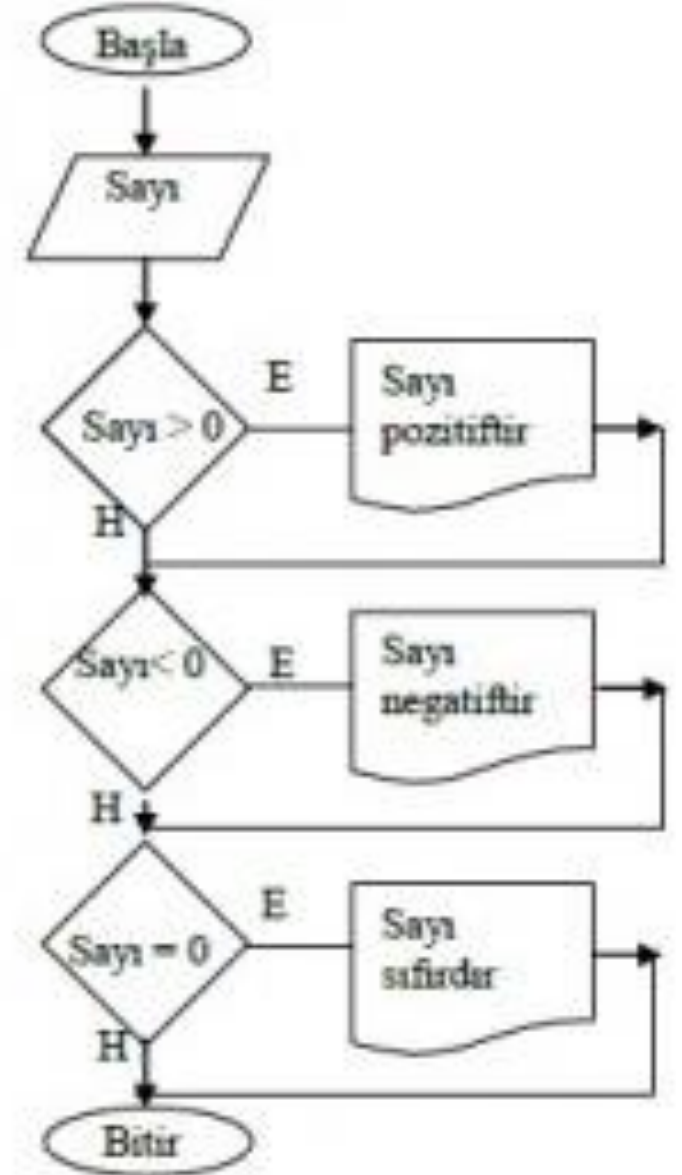 Başla
Sayı
Sayı > 0
E
Sayı
pozitiftir
H
Sayı< 0
E
Sayı
negatiftir
H
Sayı = 0
E
Sayı
sıfırdır
H
Bitir